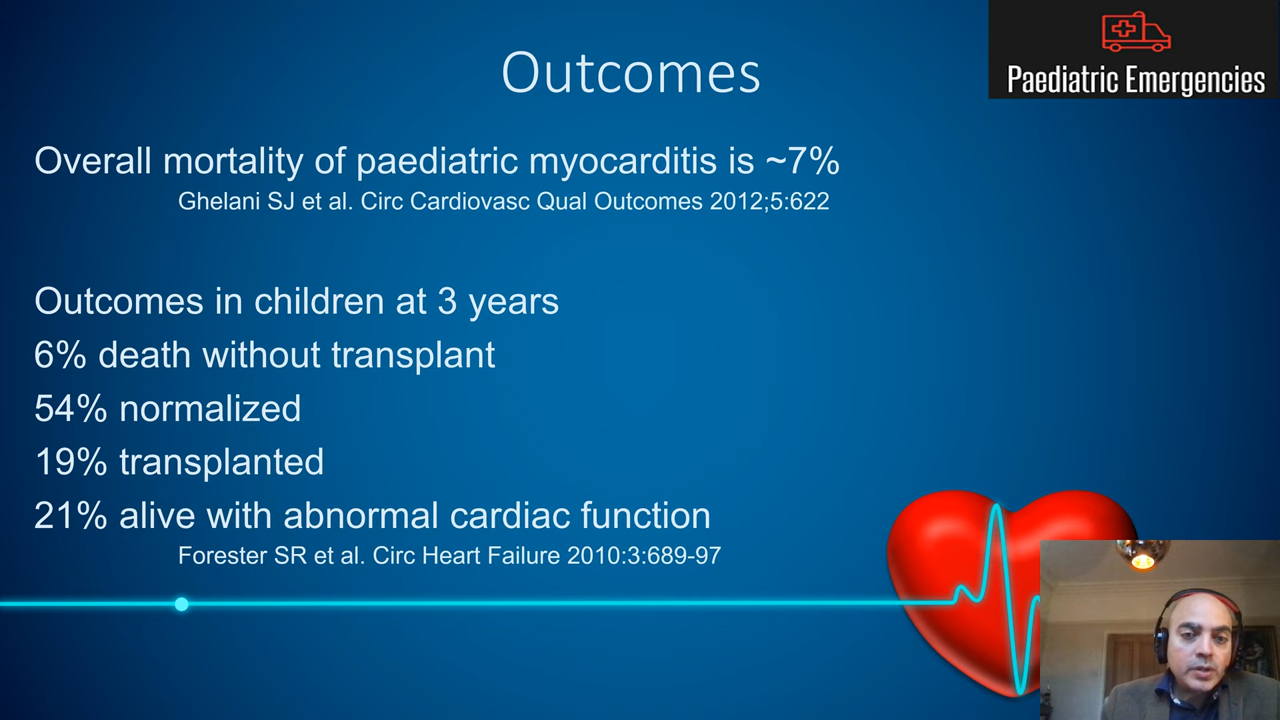 Outcomes
Paediatric Emergencies
Overall mortality of paediatric myocarditis is ~7%
Ghelani SJ et al. Circ Cardiovasc Qual Outcomes 2012;5:622
Outcomes in children at 3 years
6% death without transplant
54% normalized
19% transplanted
21% alive with abnormal cardiac function
Forester SR et al. Circ Heart Failure 2010:3:689-97